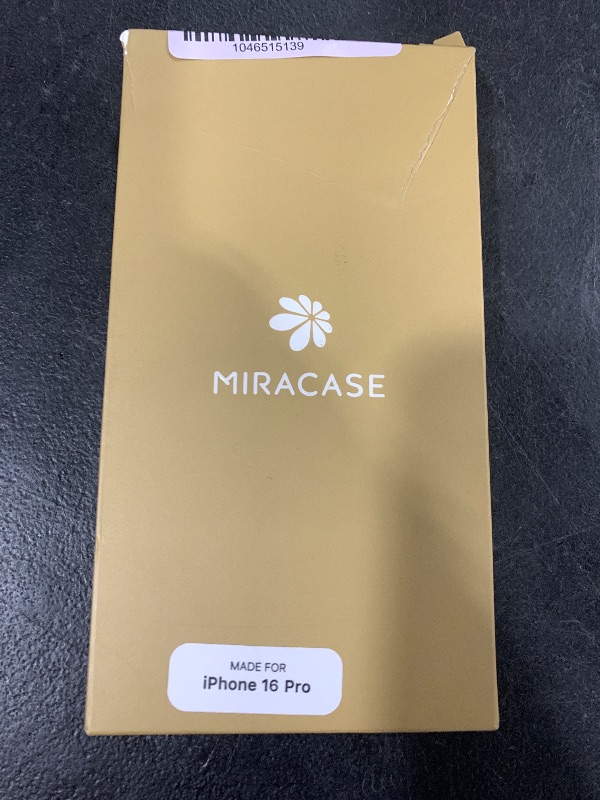 1046515139
MIRACASE
MADE FOR
iPhone 16 Pro